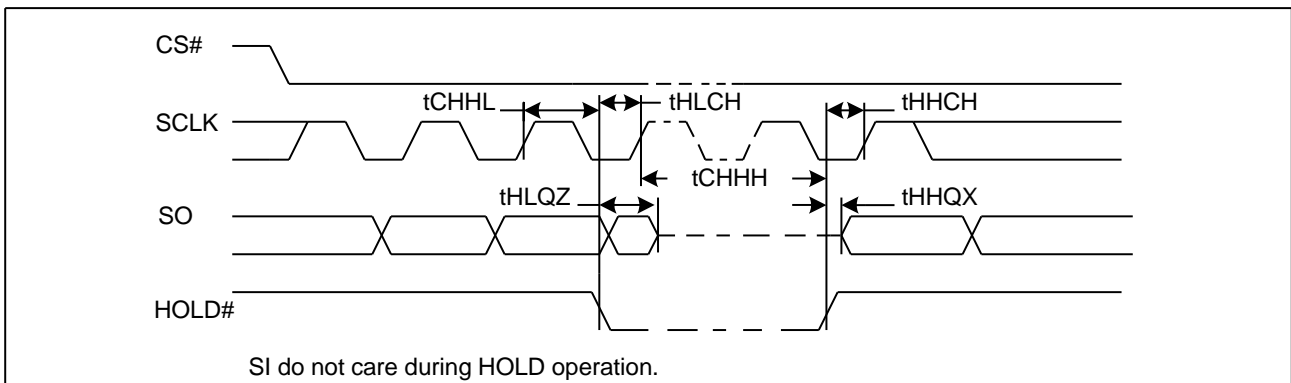 CS#
tCHHL
tHLCH
tHHCH
SCLK
tCHHH
tHLQZ
tHHQX
SO
HOLD#
SI do not care during HOLD operation.